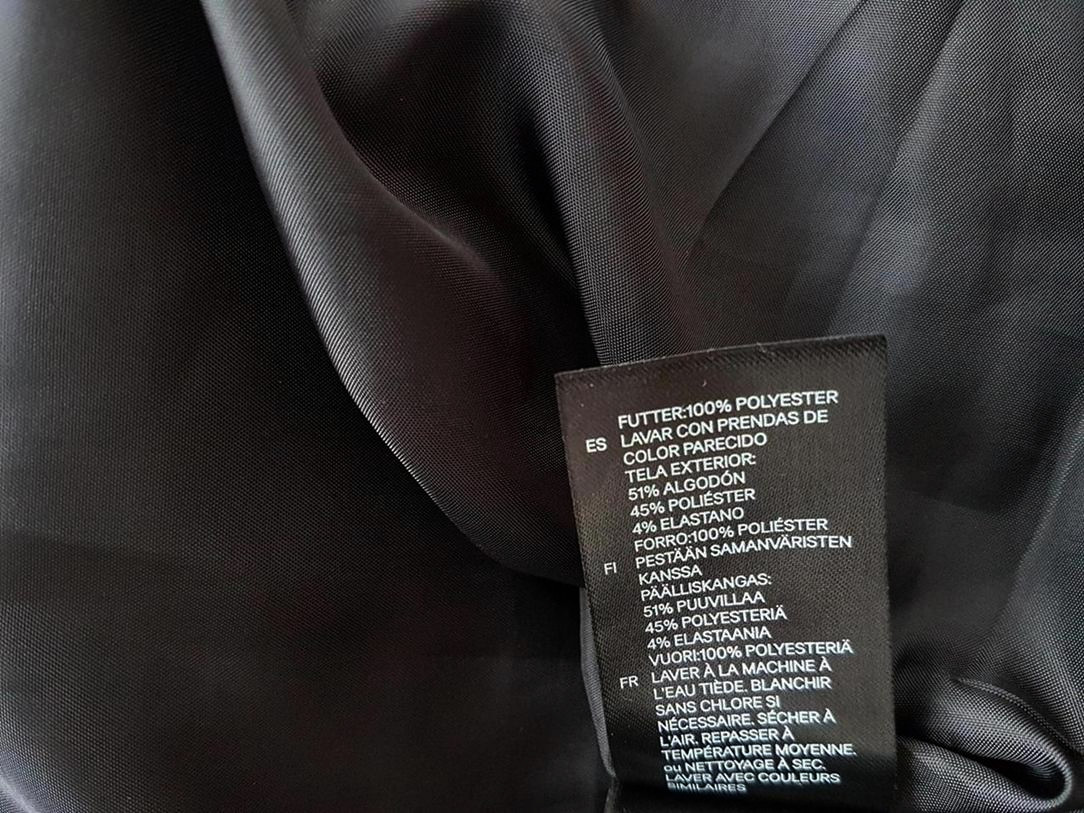 FUTTER:100% POLYESTER
ES LAVAR CON PRENDAS DE
COLOR PARECIDO
TELA EXTERIOR:
51% ALGODÓN
45% POLIÉSTER
4% ELASTANO
FORRO:100% POLIÉSTER
FI PESTÄÄN SAMANVÄRISTEN
KANSSA
PÄÄLLISKANGAS:
51% PUUVILLAA
45% POLYESTERIÄ
4% ELASTAANIA
VUORI:100% POLYESTERIÄ
FR LAVER À LA MACHINE À
L'EAU TIÈDE. BLANCHIR
SANS CHLORE SI
NÉCESSAIRE. SÉCHER À
L'AIR. REPASSER À
TEMPÉRATURE MOYENNE.
ou NETTOYAGE À SEC.
LAVER AVEC COULEURS
SIMILAIRES